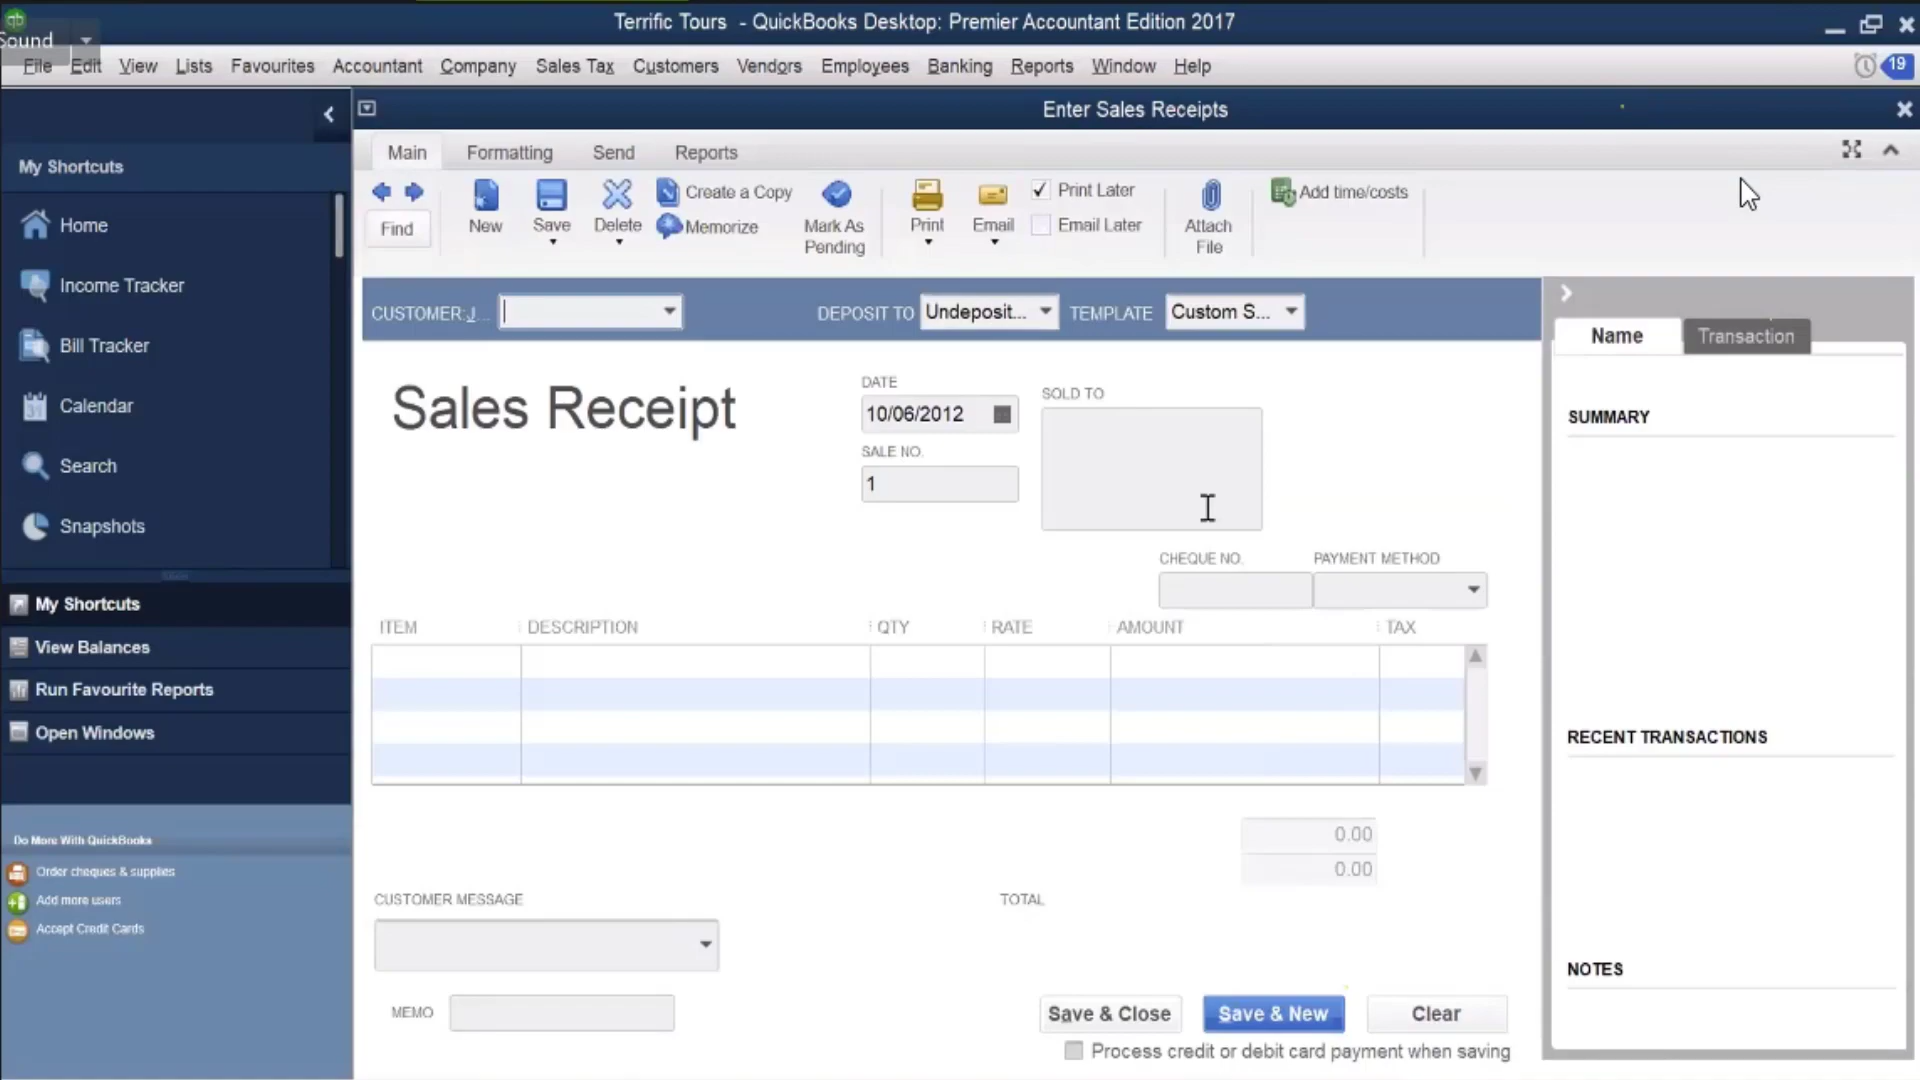 Terrific Tours - QuickBooks Desktop: Premier Accountant Edition 2017
Sound
File Edit View Lists Favourites Accountant Company Sales Tax Customers Vendors Employees Banking Reports Window Help
19
Enter Sales Receipts
My Shortcuts
Home
Income Tracker
Bill Tracker
Calendar
Search
Snapshots
My Shortcuts
View Balances
Run Favourite Reports
Open Windows
Do More With QuickBooks
Order cheques & supplies
Add more users
Accept Credit Cards
Main Formatting Send Reports
Find
New
Save
Delete
Create a Copy
Memorize
Mark As
Pending
Print
Email
Print Later
Email Later
Attach
File
Add time/costs
CUSTOMER:J...
DEPOSIT TO Undeposit... TEMPLATE Custom S...
Sales Receipt
DATE
10/06/2012
SALE NO.
1
SOLD TO
CHEQUE NO. PAYMENT METHOD
ITEM DESCRIPTION QTY RATE AMOUNT TAX
0.00
0.00
CUSTOMER MESSAGE
TOTAL
MEMO
Save & Close Save & New Clear
Process credit or debit card payment when saving
Name Transaction
SUMMARY
RECENT TRANSACTIONS
NOTES